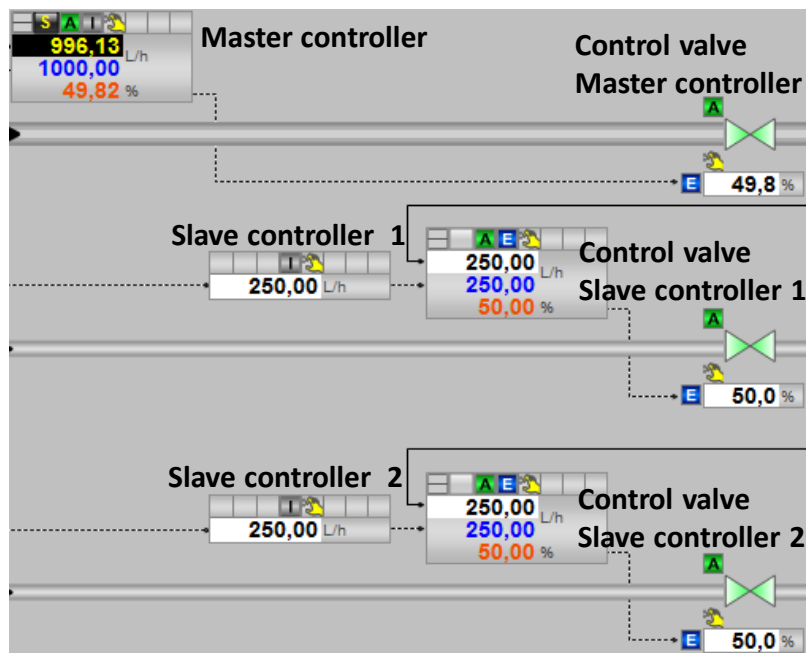 S A I
Master controller
996,13 L/h
1000,00
49,82 %
Control valve
Master controller
A
E 49,8 %
Slave controller 1
I
250,00 L/h
A E
250,00 L/h
250,00
50,00 %
Control valve
Slave controller 1
A
E 50,0 %
Slave controller 2
I
250,00 L/h
A E
250,00 L/h
250,00
50,00 %
Control valve
Slave controller 2
A
E 50,0 %